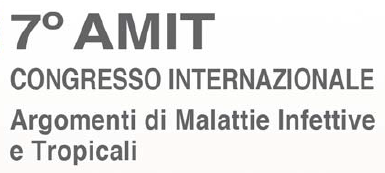 7° AMIT
CONGRESSO INTERNAZIONALE
Argomenti di Malattie Infettive
e Tropicali